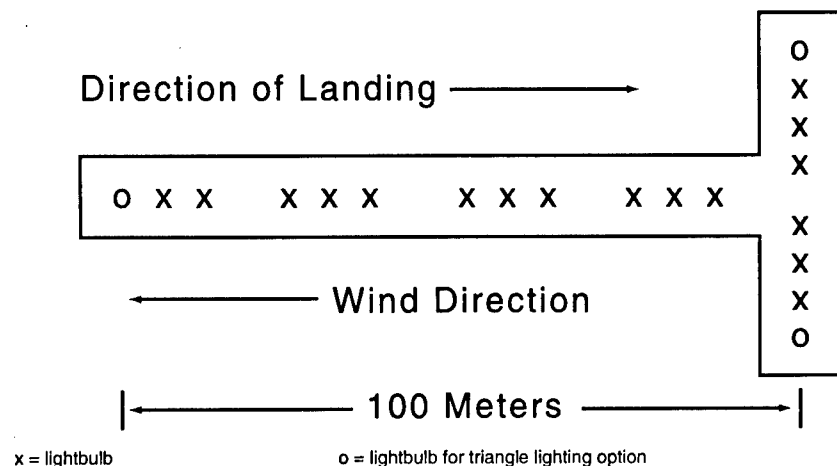 Direction of Landing
o x x x x x x x x x x x
o
x
x
x
x
x
x
o
Wind Direction
100 Meters
x = lightbulb
o = lightbulb for triangle lighting option